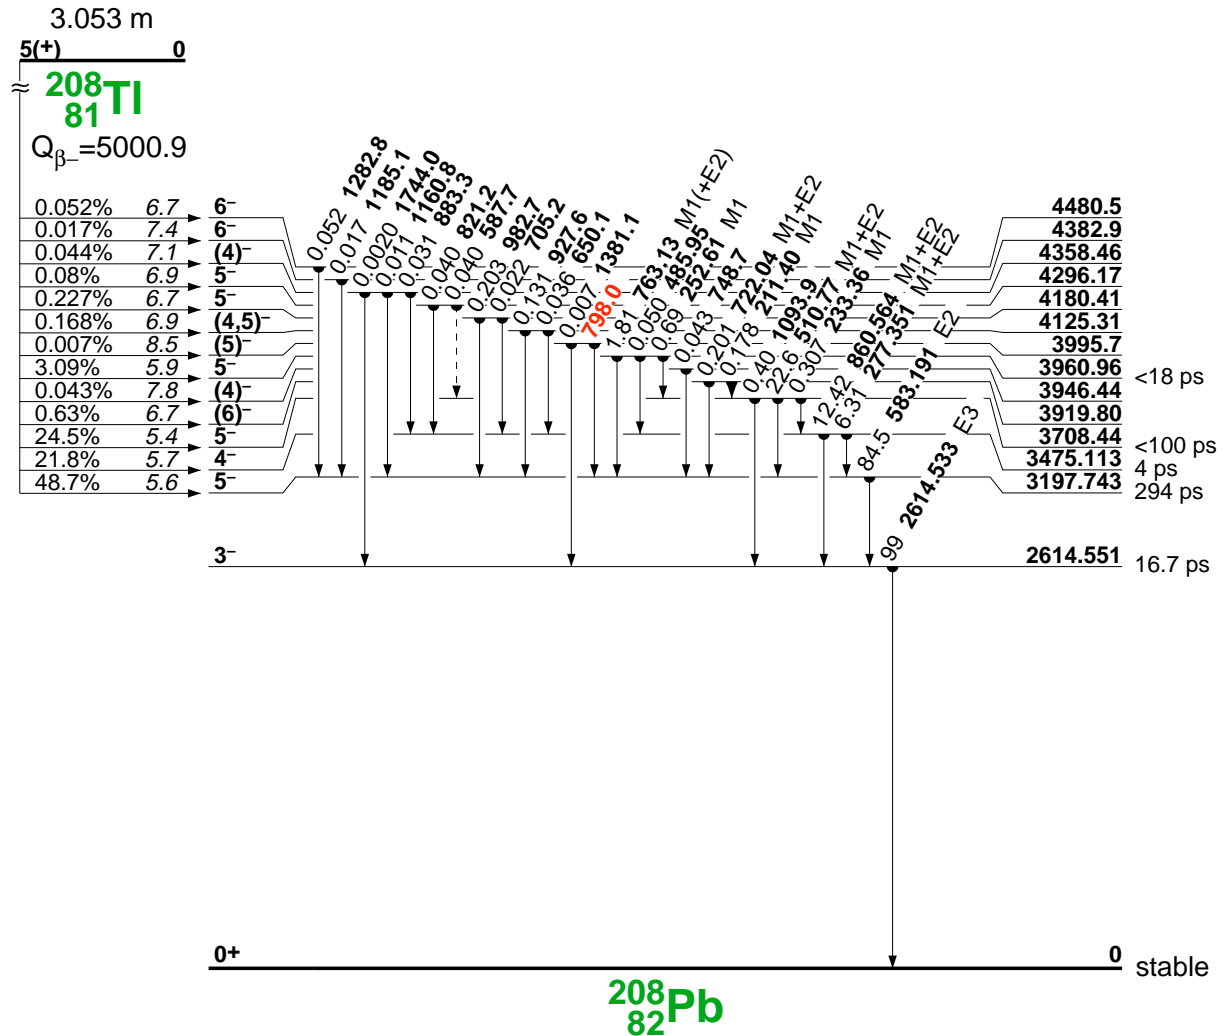 3.053 m
5(+) 0
≈
208
81Tl
Qβ−=5000.9
0.052 1282.8
0.017 1185.1
0.0020 1744.0
0.011 1160.8
0.031 883.3
0.040 821.2
0.040 587.7
0.203 982.7
0.022 705.2
0.131 927.6
0.036 650.1
0.007 1381.1
798.0
1.81 763.13 M1(+E2)
0.050 485.95 M1
0.69 252.61 M1
0.043 748.7
0.201 722.04 M1+E2
0.178 211.40 M1
0.40 1093.9
22.6 510.77 M1+E2
0.307 233.36 M1
12.42 860.564 M1+E2
6.31 277.351 M1+E2
84.5 583.191 E2
99 2614.533 E3
0.052% 6.7 6− 4480.5
0.017% 7.4 6− 4382.9
0.044% 7.1 (4)− 4358.46
0.08% 6.9 5− 4296.17
0.227% 6.7 5− 4180.41
0.168% 6.9 (4,5)− 4125.31
0.007% 8.5 (5)− 3995.7
3.09% 5.9 5− 3960.96 <18 ps
0.043% 7.8 (4)− 3946.44
0.63% 6.7 (6)− 3919.80
24.5% 5.4 5− 3708.44 <100 ps
21.8% 5.7 4− 3475.113 4 ps
48.7% 5.6 5− 3197.743 294 ps
3− 2614.551 16.7 ps
0+ 0 stable
208
82Pb